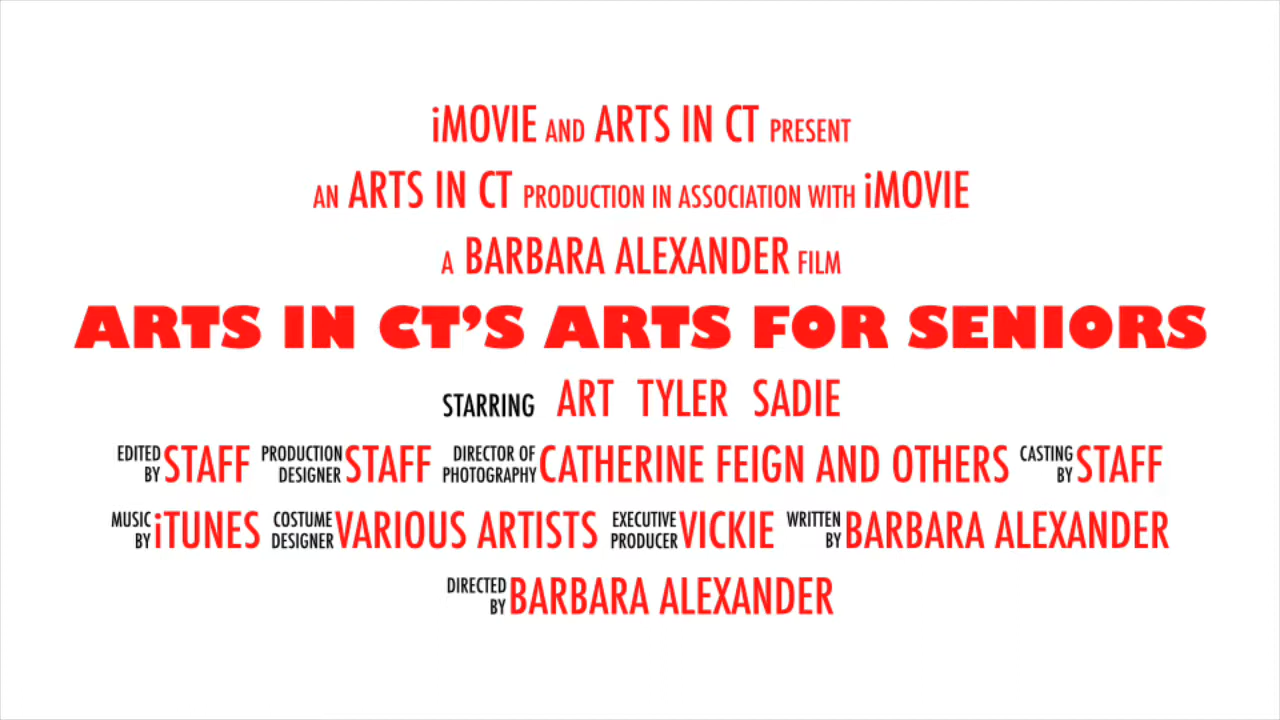 iMOVIE AND ARTS IN CT PRESENT
AN ARTS IN CT PRODUCTION IN ASSOCIATION WITH iMOVIE
A BARBARA ALEXANDER FILM
ARTS IN CT'S ARTS FOR SENIORS
STARRING ART TYLER SADIE
EDITED BY STAFF PRODUCTION DESIGNER STAFF DIRECTOR OF PHOTOGRAPHY CATHERINE FEIGN AND OTHERS CASTING BY STAFF
MUSIC BY iTUNES COSTUME DESIGNER VARIOUS ARTISTS EXECUTIVE PRODUCER VICKIE WRITTEN BY BARBARA ALEXANDER
DIRECTED BY BARBARA ALEXANDER